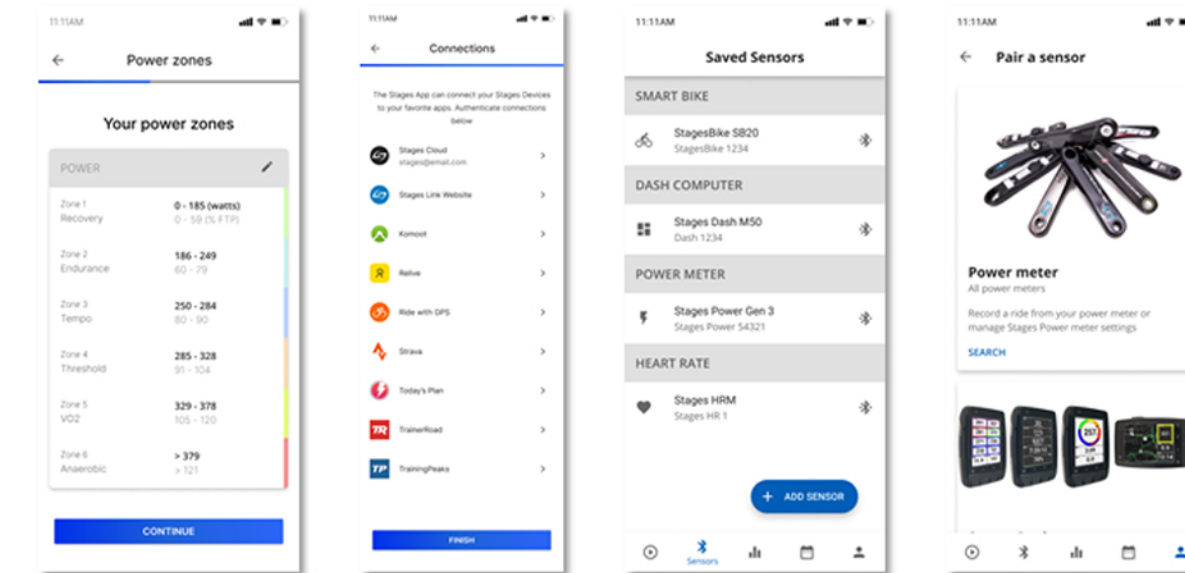 11:11AM
Power zones
Your power zones
POWER
Zone 1
Recovery
0 - 185 (watts)
0 - 59 (% FTP)
Zone 2
Endurance
186 - 249
60 - 79
Zone 3
Tempo
250 - 284
80 - 90
Zone 4
Threshold
285 - 328
91 - 104
Zone 5
VO2
329 - 378
105 - 120
Zone 6
Anaerobic
> 379
> 121
CONTINUE
11:11AM
Connections
The Stages App can connect your Stages Devices
to your favorite apps. Authenticate connections
below
Stages Cloud
stages@email.com
Stages Link Website
Komoot
Relive
Ride with GPS
Strava
Today's Plan
TR
TrainerRoad
TP
TrainingPeaks
FINISH
11:11AM
Saved Sensors
SMART BIKE
StagesBike SB20
StagesBike 1234
DASH COMPUTER
Stages Dash M50
Dash 1234
POWER METER
Stages Power Gen 3
Stages Power 54321
HEART RATE
Stages HRM
Stages HR 1
+ ADD SENSOR
Sensors
11:11AM
Pair a sensor
Power meter
All power meters
Record a ride from your power meter or
manage Stages Power meter settings
SEARCH
257